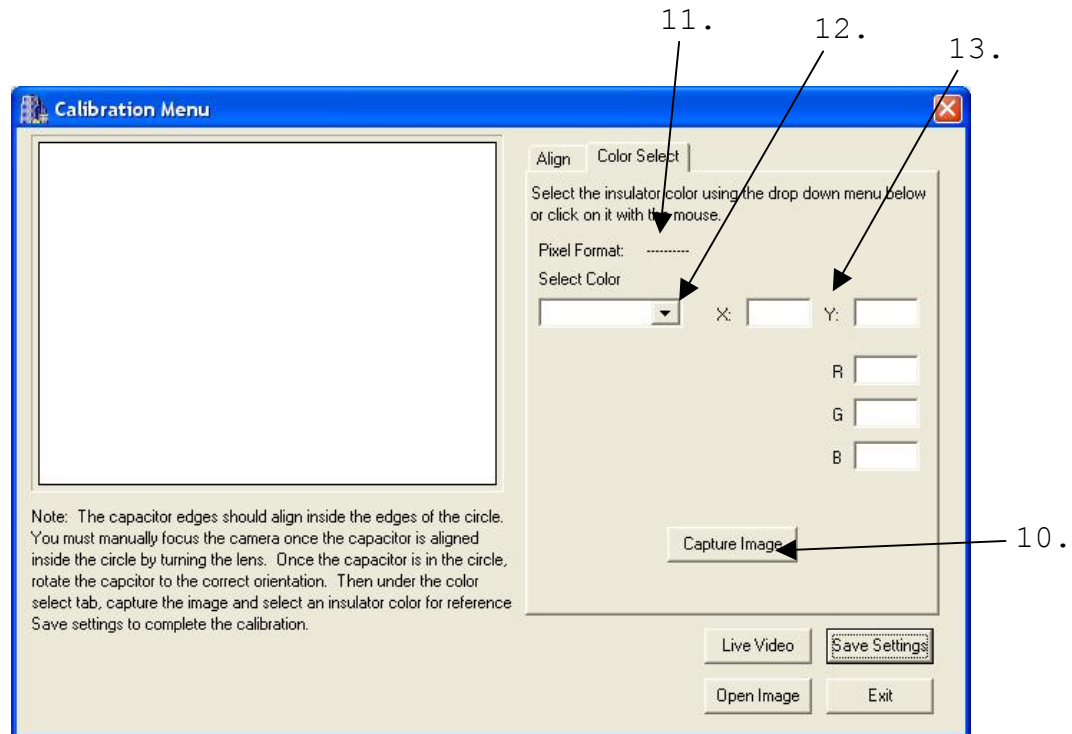 11.
12.
13.
Calibration Menu
Align Color Select
Select the insulator color using the drop down menu below
or click on it with the mouse.
Pixel Format: ----------
Select Color
X: Y:
R
G
B
Capture Image
10.
Note: The capacitor edges should align inside the edges of the circle.
You must manually focus the camera once the capacitor is aligned
inside the circle by turning the lens. Once the capacitor is in the circle,
rotate the capcitor to the correct orientation. Then under the color
select tab, capture the image and select an insulator color for reference
Save settings to complete the calibration.
Live Video Save Settings
Open Image Exit